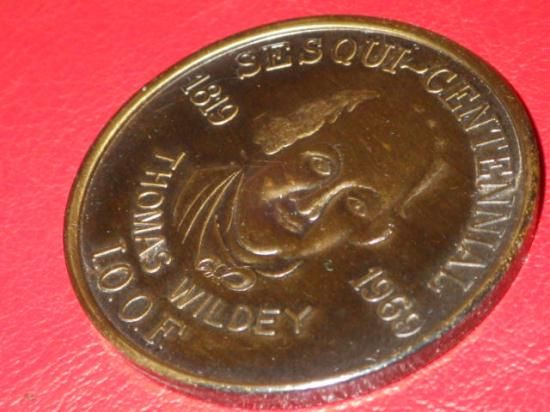 SESQUI-CENTENNIAL
1819
1969
THOMAS WILDEY
I.O.O.F